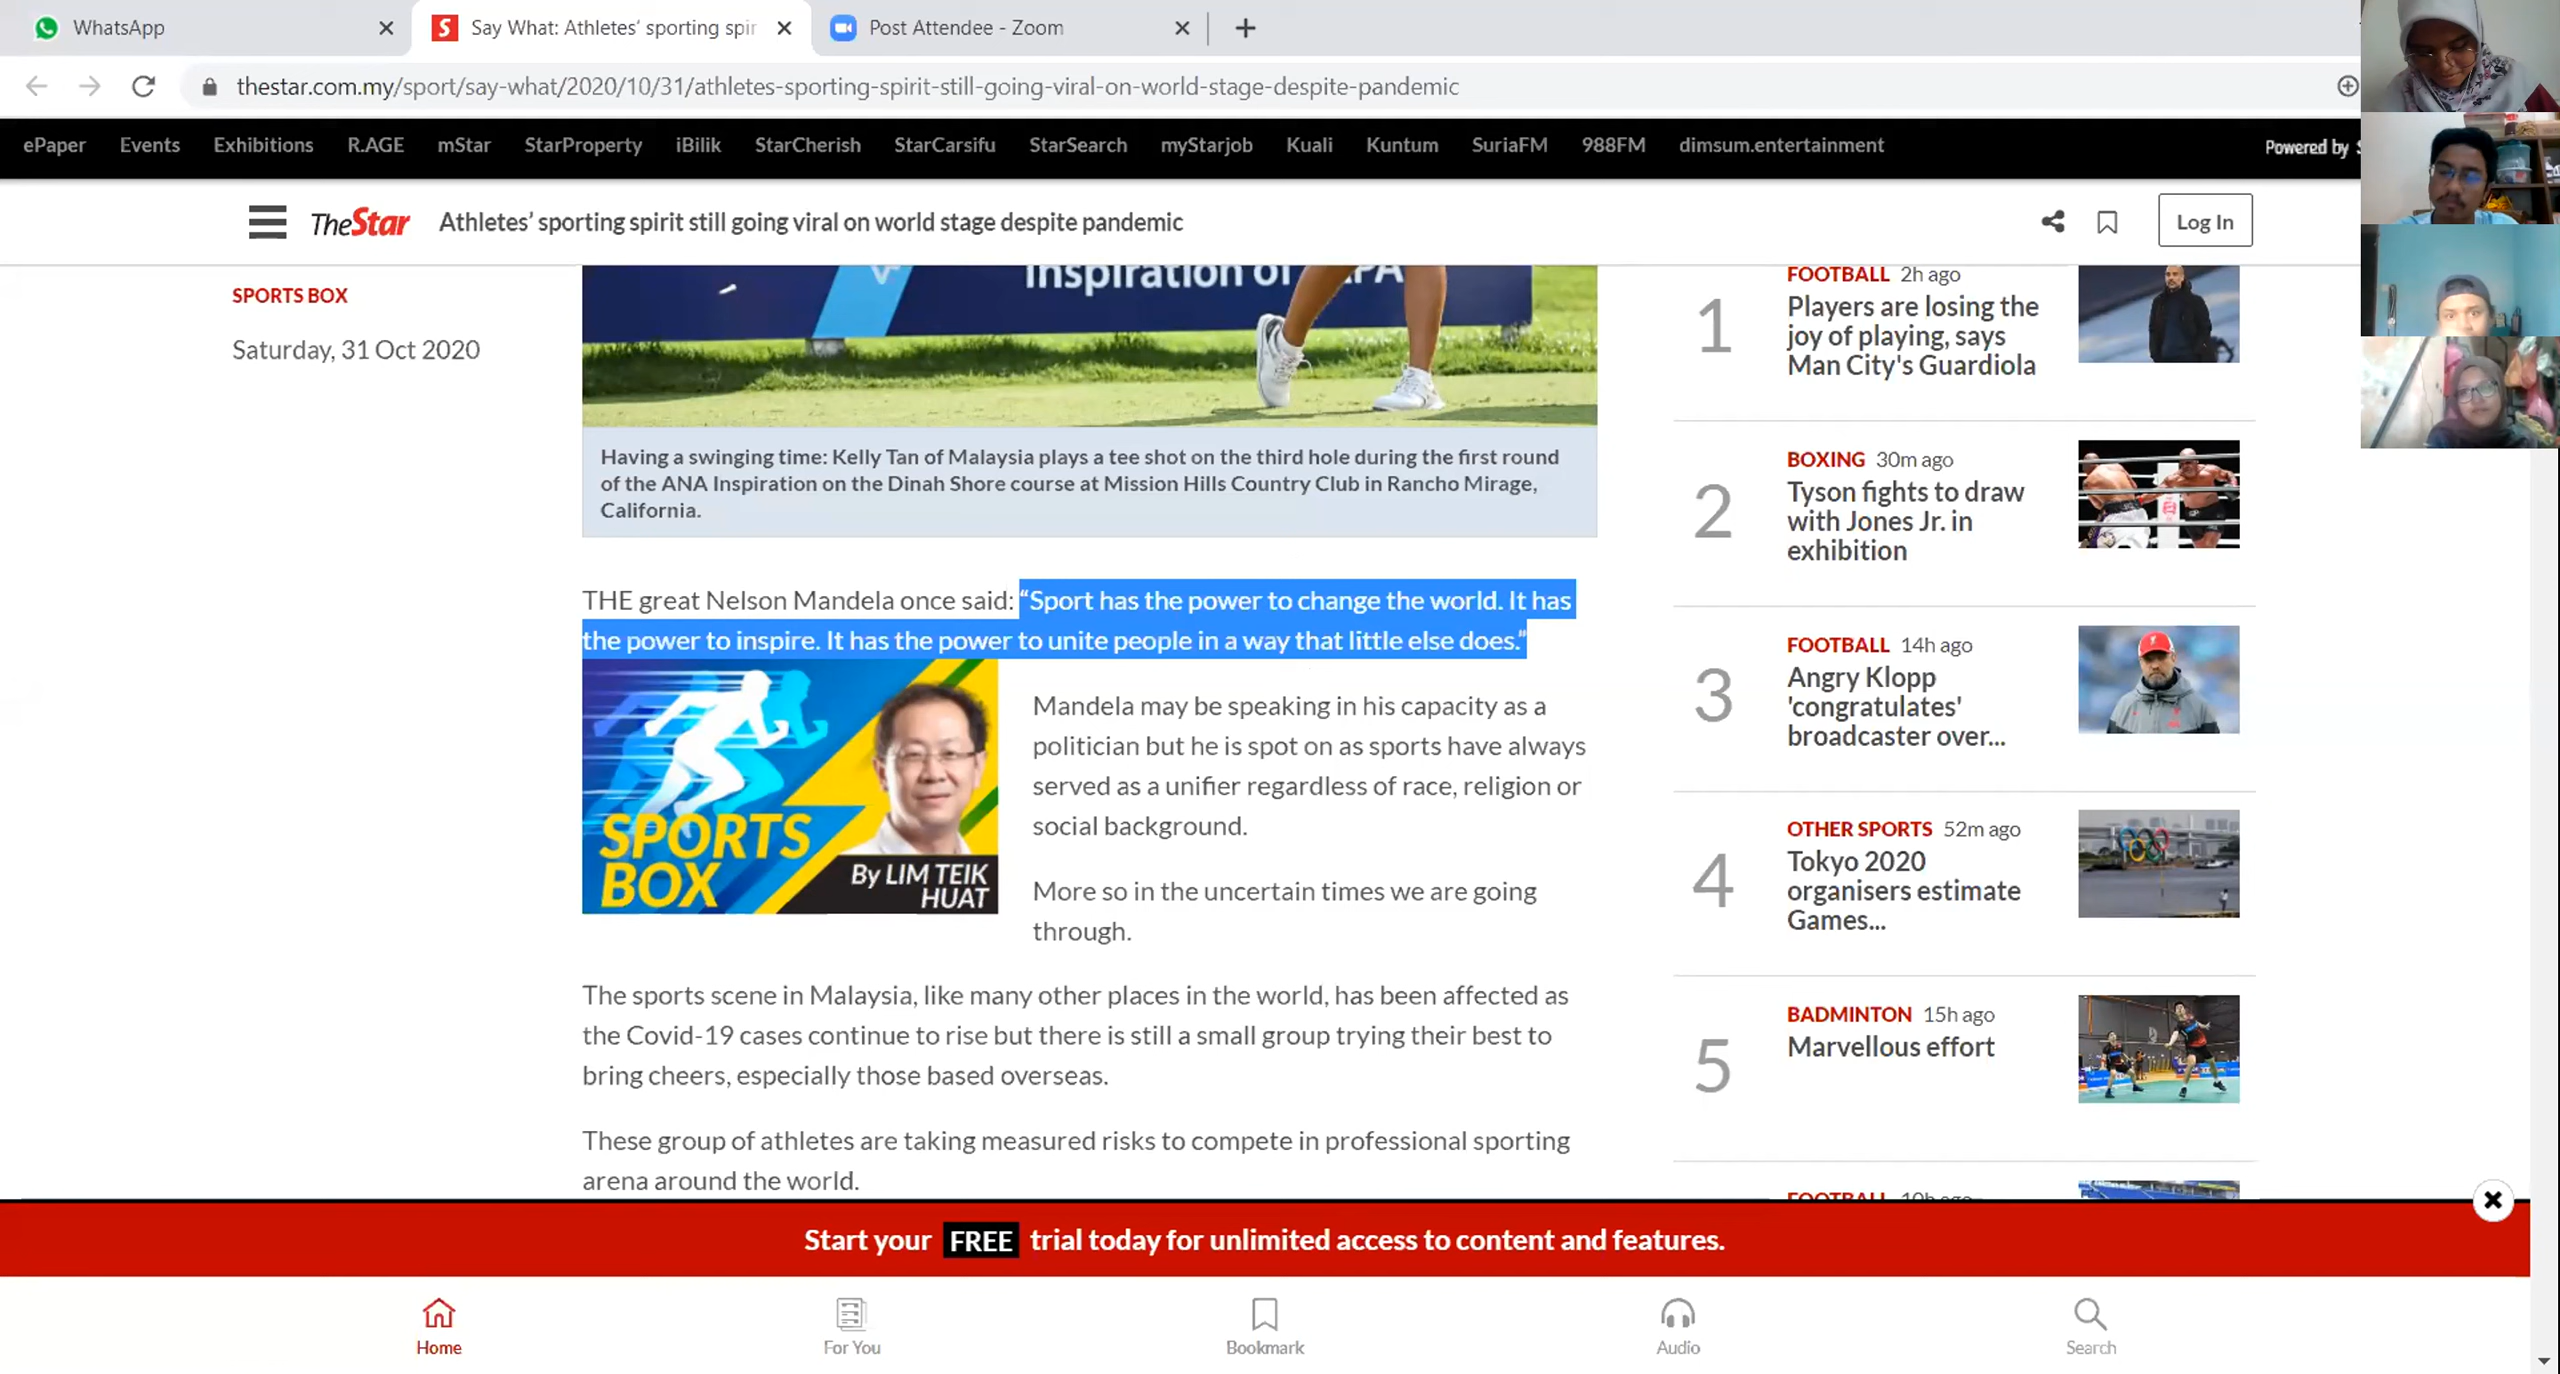 WhatsApp
Say What: Athletes’ sporting spir
Post Attendee - Zoom
thestar.com.my/sport/say-what/2020/10/31/athletes-sporting-spirit-still-going-viral-on-world-stage-despite-pandemic
ePaper Events Exhibitions R.AGE mStar StarProperty iBilik StarCherish StarCarsifu StarSearch myStarjob Kuali Kuntum SuriaFM 988FM dimsum.entertainment
Powered by
TheStar Athletes’ sporting spirit still going viral on world stage despite pandemic
Log In
SPORTS BOX
Saturday, 31 Oct 2020
Inspiration of
Having a swinging time: Kelly Tan of Malaysia plays a tee shot on the third hole during the first round
of the ANA Inspiration on the Dinah Shore course at Mission Hills Country Club in Rancho Mirage,
California.
THE great Nelson Mandela once said: “Sport has the power to change the world. It has
the power to inspire. It has the power to unite people in a way that little else does.”
SPORTS
BOX
By LIM TEIK
HUAT
Mandela may be speaking in his capacity as a
politician but he is spot on as sports have always
served as a unifier regardless of race, religion or
social background.
More so in the uncertain times we are going
through.
The sports scene in Malaysia, like many other places in the world, has been affected as
the Covid-19 cases continue to rise but there is still a small group trying their best to
bring cheers, especially those based overseas.
These group of athletes are taking measured risks to compete in professional sporting
arena around the world.
1
FOOTBALL 2h ago
Players are losing the
joy of playing, says
Man City's Guardiola
2
BOXING 30m ago
Tyson fights to draw
with Jones Jr. in
exhibition
3
FOOTBALL 14h ago
Angry Klopp
'congratulates'
broadcaster over...
4
OTHER SPORTS 52m ago
Tokyo 2020
organisers estimate
Games...
5
BADMINTON 15h ago
Marvellous effort
FOOTBALL 10h ago
Start your FREE trial today for unlimited access to content and features.
Home
For You
Bookmark
Audio
Search